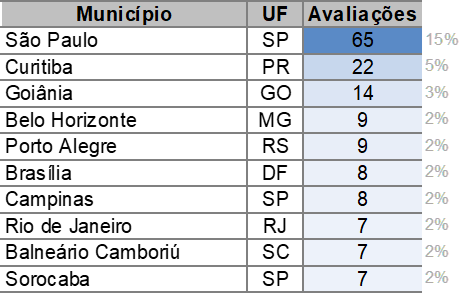 Município UF Avaliações
São Paulo SP 65 15%
Curitiba PR 22 5%
Goiânia GO 14 3%
Belo Horizonte MG 9 2%
Porto Alegre RS 9 2%
Brasília DF 8 2%
Campinas SP 8 2%
Rio de Janeiro RJ 7 2%
Balneário Camboriú SC 7 2%
Sorocaba SP 7 2%